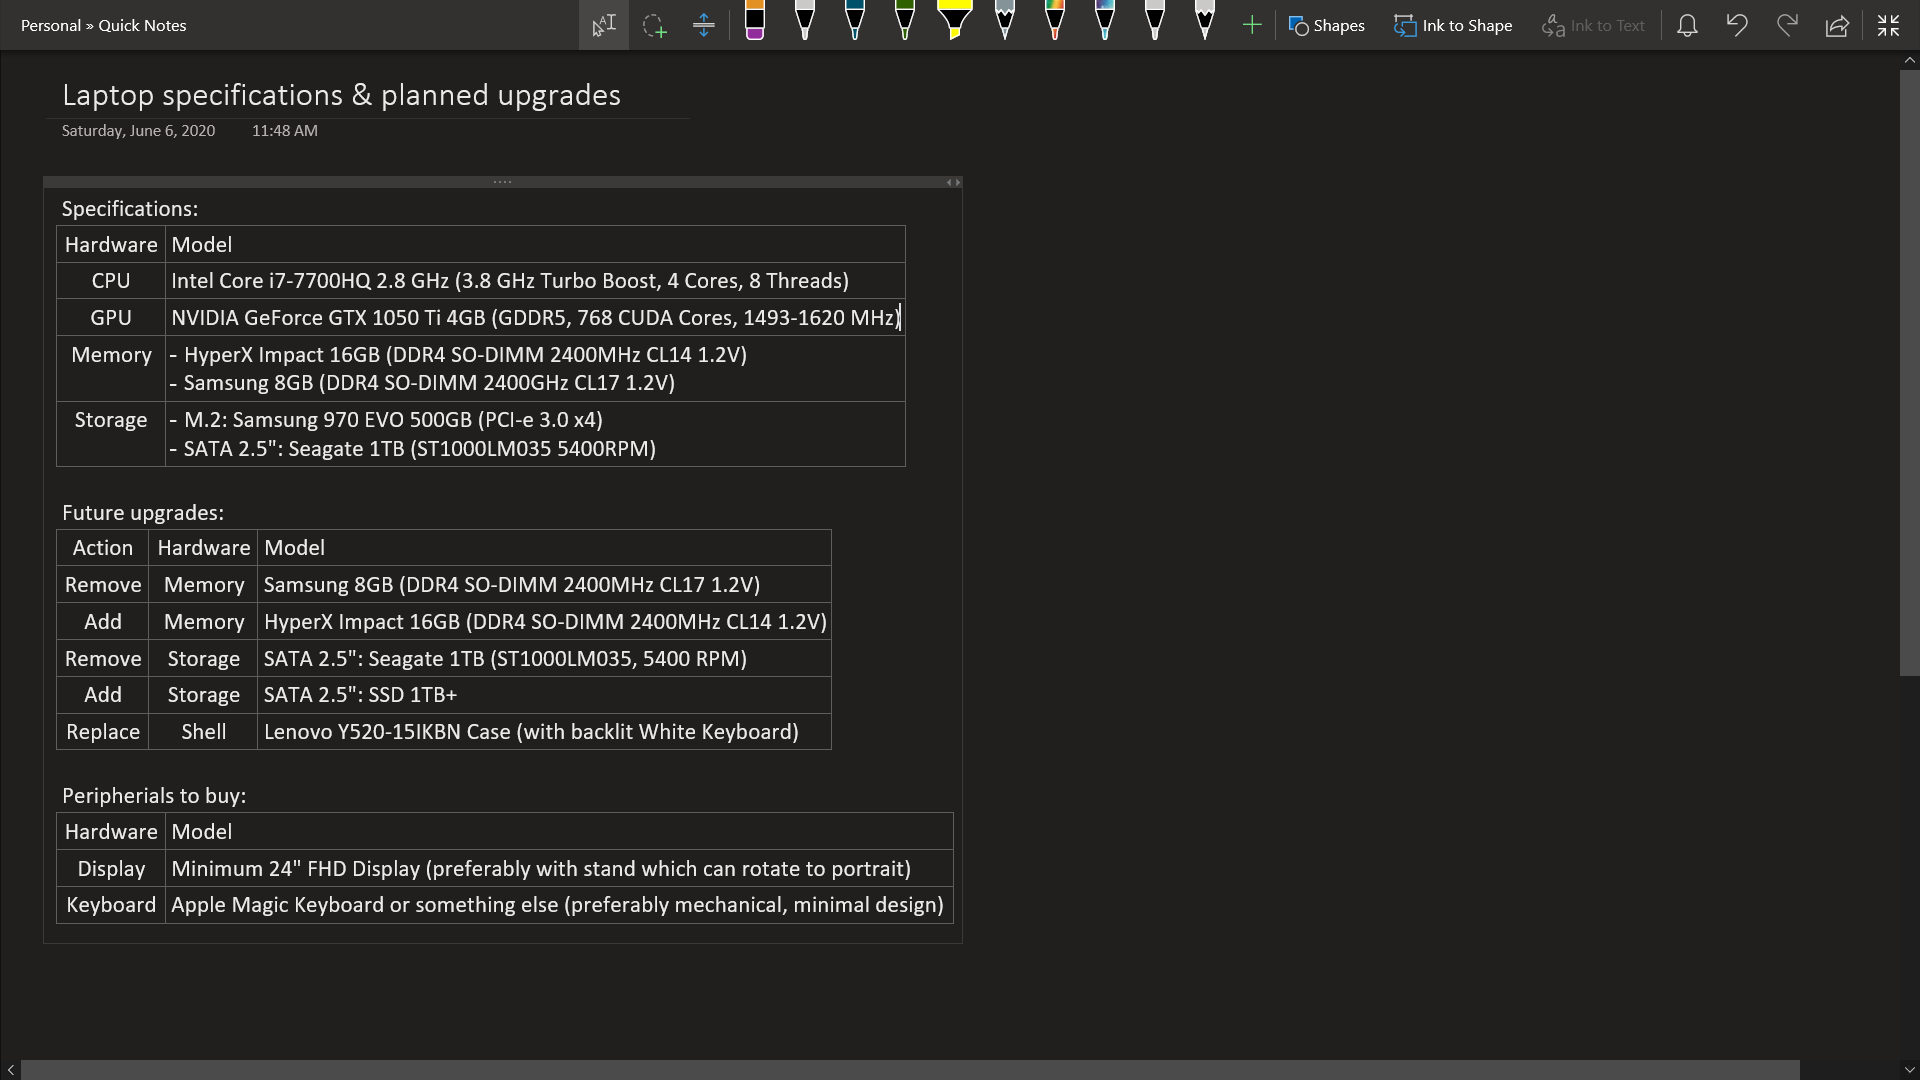 Personal » Quick Notes
Shapes
Ink to Shape
Ink to Text
Laptop specifications & planned upgrades
Saturday, June 6, 2020 11:48 AM
Specifications:
Hardware Model
CPU Intel Core i7-7700HQ 2.8 GHz (3.8 GHz Turbo Boost, 4 Cores, 8 Threads)
GPU NVIDIA GeForce GTX 1050 Ti 4GB (GDDR5, 768 CUDA Cores, 1493-1620 MHz)
Memory - HyperX Impact 16GB (DDR4 SO-DIMM 2400MHz CL14 1.2V)
- Samsung 8GB (DDR4 SO-DIMM 2400GHz CL17 1.2V)
Storage - M.2: Samsung 970 EVO 500GB (PCI-e 3.0 x4)
- SATA 2.5": Seagate 1TB (ST1000LM035 5400RPM)
Future upgrades:
Action Hardware Model
Remove Memory Samsung 8GB (DDR4 SO-DIMM 2400MHz CL17 1.2V)
Add Memory HyperX Impact 16GB (DDR4 SO-DIMM 2400MHz CL14 1.2V)
Remove Storage SATA 2.5": Seagate 1TB (ST1000LM035, 5400 RPM)
Add Storage SATA 2.5": SSD 1TB+
Replace Shell Lenovo Y520-15IKBN Case (with backlit White Keyboard)
Peripherials to buy:
Hardware Model
Display Minimum 24" FHD Display (preferably with stand which can rotate to portrait)
Keyboard Apple Magic Keyboard or something else (preferably mechanical, minimal design)